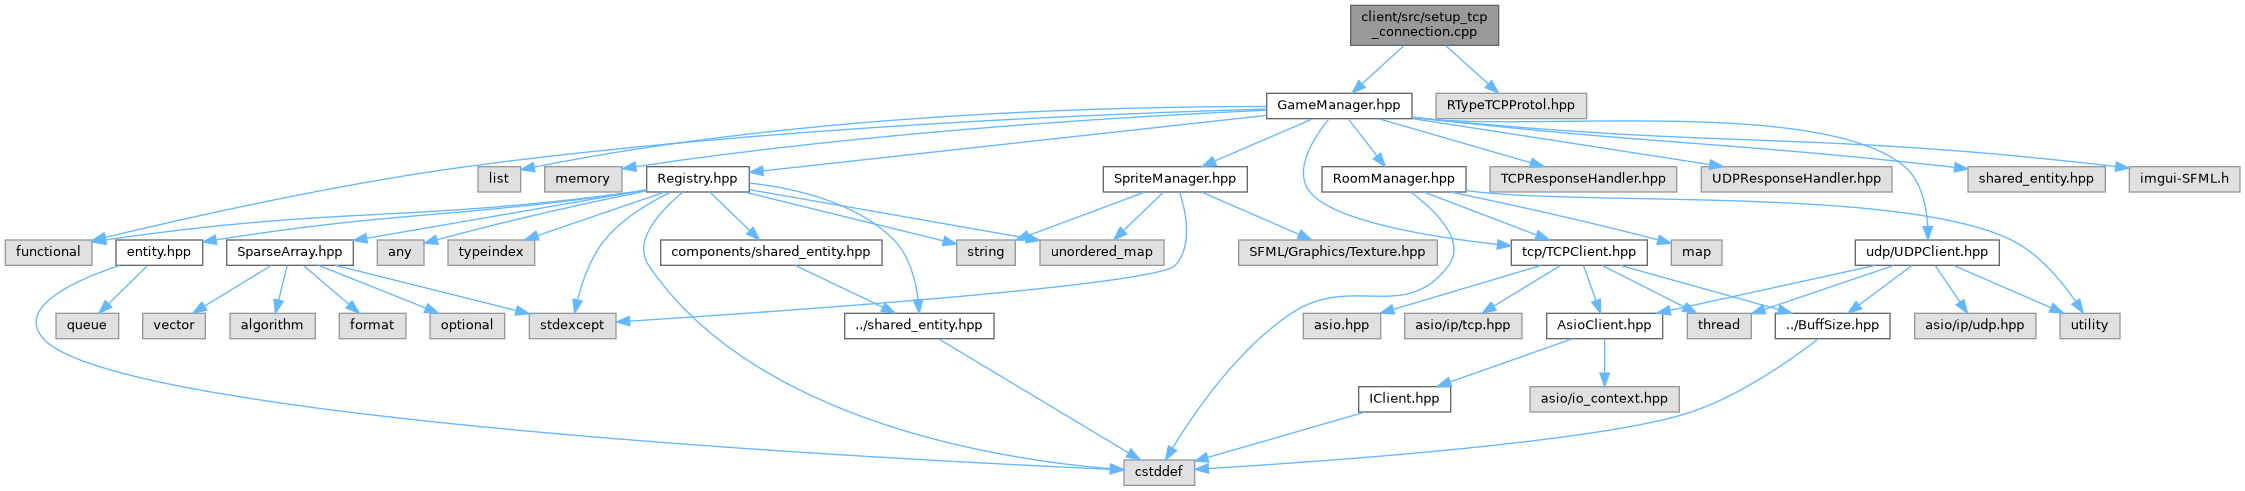 client/src/setup_tcp
_connection.cpp
GameManager.hpp
RTypeTCPProtol.hpp
list
memory
Registry.hpp
SpriteManager.hpp
RoomManager.hpp
TCPResponseHandler.hpp
UDPResponseHandler.hpp
shared_entity.hpp
imgui-SFML.h
functional
entity.hpp
SparseArray.hpp
any
typeindex
components/shared_entity.hpp
string
unordered_map
SFML/Graphics/Texture.hpp
tcp/TCPClient.hpp
map
udp/UDPClient.hpp
queue
vector
algorithm
format
optional
stdexcept
../shared_entity.hpp
asio.hpp
asio/ip/tcp.hpp
AsioClient.hpp
thread
../BuffSize.hpp
asio/ip/udp.hpp
utility
IClient.hpp
asio/io_context.hpp
cstddef